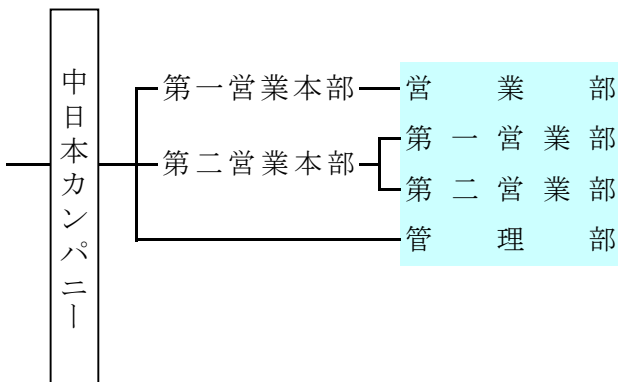 中日本カンパニー
第一営業本部
営業部
第二営業本部
第一営業部
第二営業部
管理部